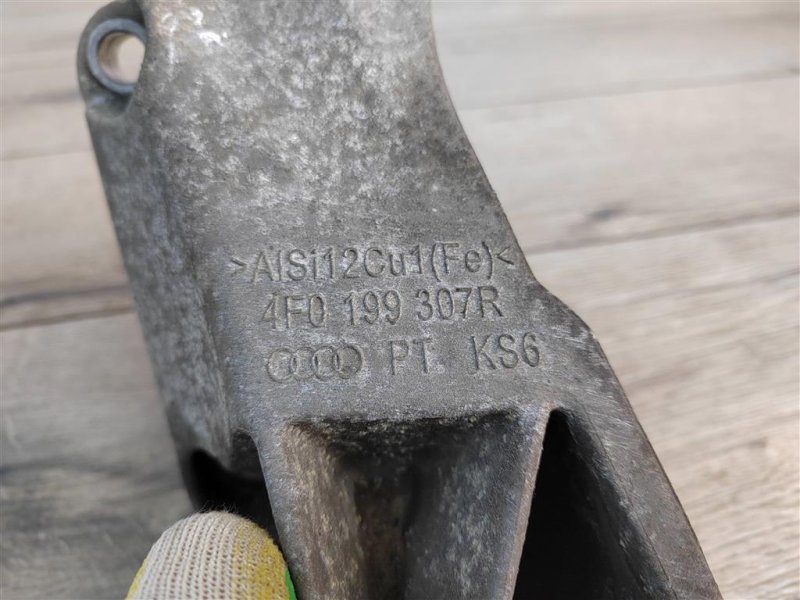 >AlSi12Cu1(Fe)<
4F0 199 307R
PT KS6